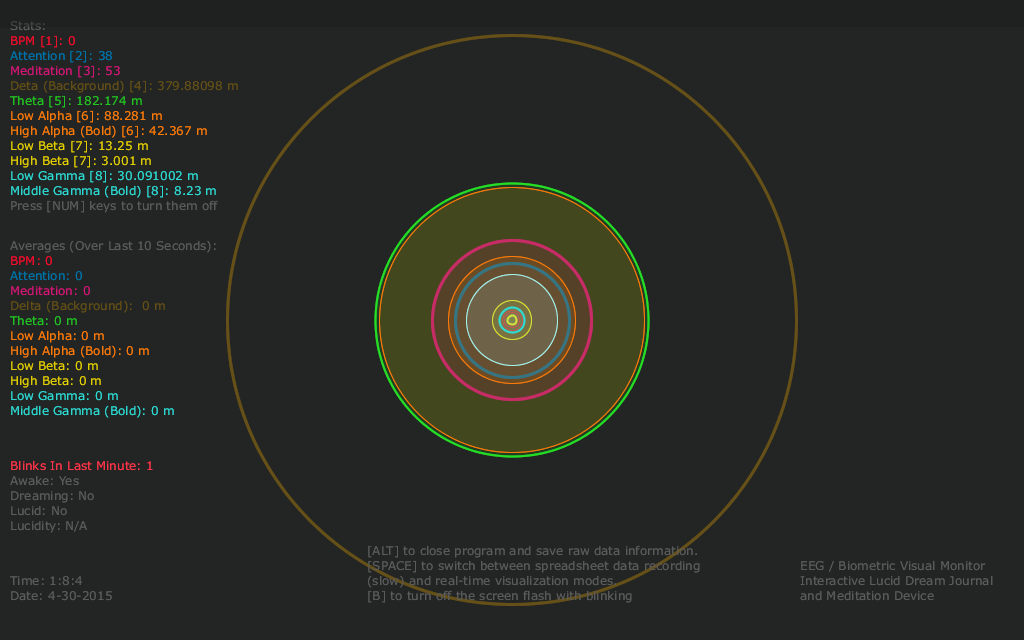 Stats:
BPM [1]: 0
Attention [2]: 38
Meditation [3]: 53
Deta (Background) [4]: 379.88098 m
Theta [5]: 182.174 m
Low Alpha [6]: 88.281 m
High Alpha (Bold) [6]: 42.367 m
Low Beta [7]: 13.25 m
High Beta [7]: 3.001 m
Low Gamma [8]: 30.091002 m
Middle Gamma (Bold) [8]: 8.23 m
Press [NUM] keys to turn them off
Averages (Over Last 10 Seconds):
BPM: 0
Attention: 0
Meditation: 0
Delta (Background):  0 m
Theta: 0 m
Low Alpha: 0 m
High Alpha (Bold): 0 m
Low Beta: 0 m
High Beta: 0 m
Low Gamma: 0 m
Middle Gamma (Bold): 0 m
Blinks In Last Minute: 1
Awake: Yes
Dreaming: No
Lucid: No
Lucidity: N/A
Time: 1:8:4
Date: 4-30-2015
[ALT] to close program and save raw data information.
[SPACE] to switch between spreadsheet data recording
(slow) and real-time visualization modes.
[B] to turn off the screen flash with blinking
EEG / Biometric Visual Monitor
Interactive Lucid Dream Journal
and Meditation Device